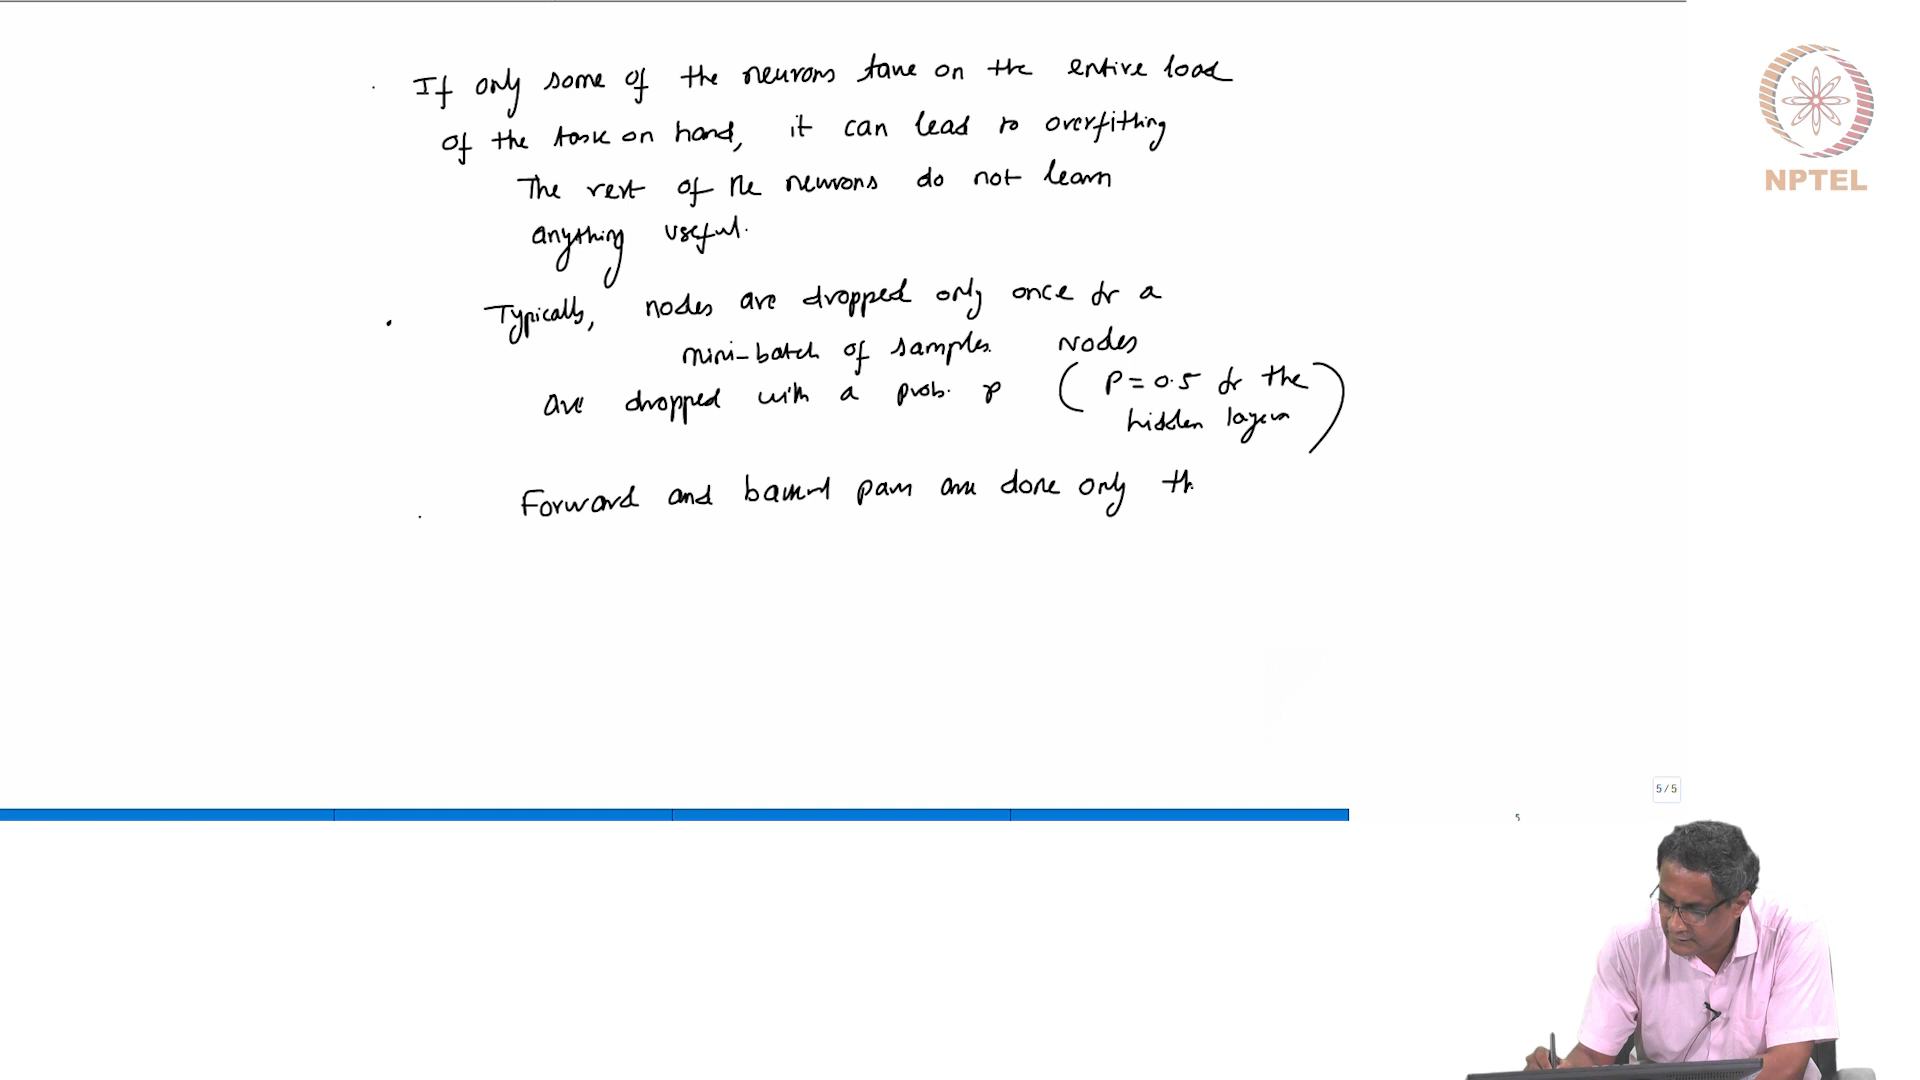 If only some of the neurons take on the entire load
of the task on hand, it can lead to overfitting
The rest of the neurons do not learn
anything useful.
Typically, nodes are dropped only once for a
mini-batch of samples. Nodes
are dropped with a prob. p (p=0.5 for the
hidden layers)
Forward and backward pass are done only th
NPTEL
5/5
5